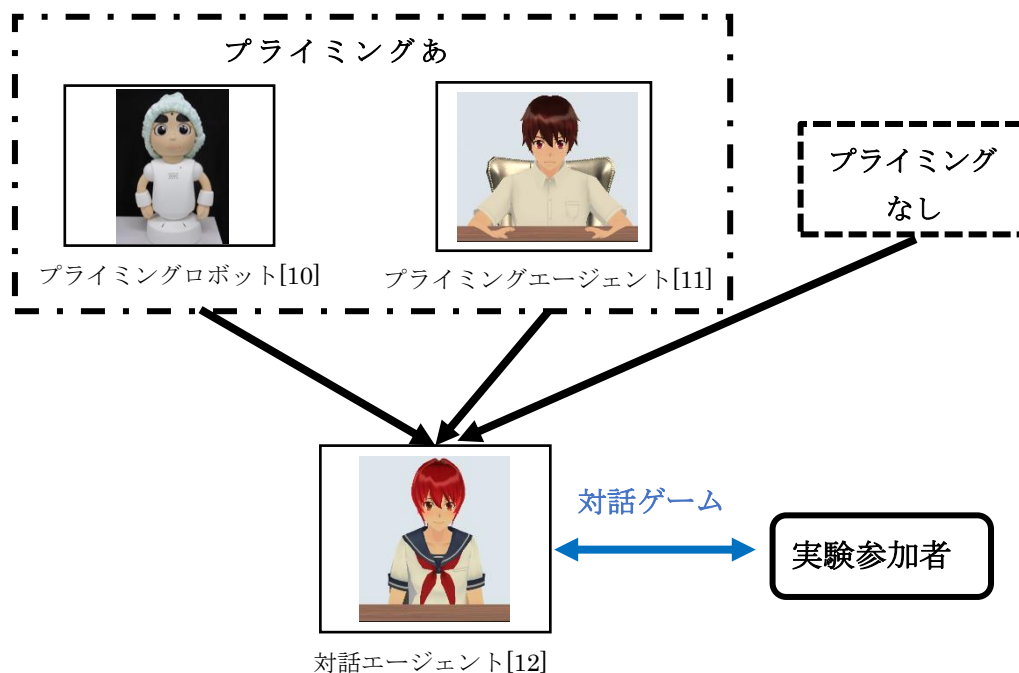 プライミングあ
プライミングロボット[10]
プライミングエージェント[11]
プライミング
なし
対話ゲーム
実験参加者
対話エージェント[12]